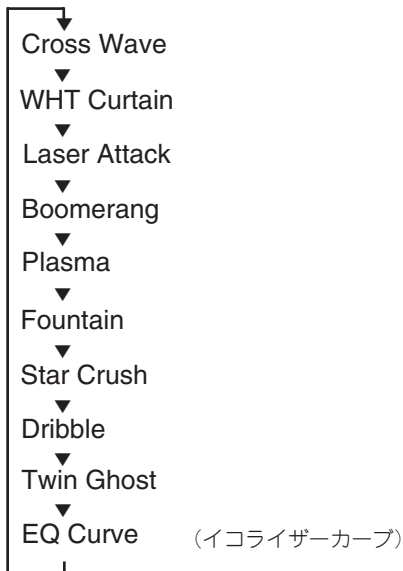 Cross Wave
WHT Curtain
Laser Attack
Boomerang
Plasma
Fountain
Star Crush
Dribble
Twin Ghost
EQ Curve （イコライザーカーブ）